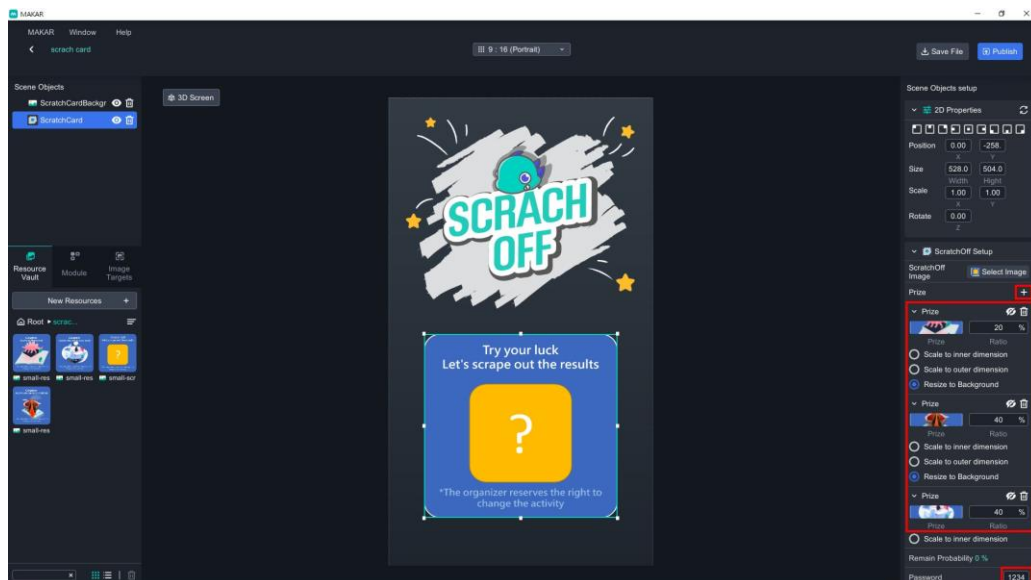 MAKAR
MAKAR Window Help
scrach card
9 : 16 (Portrait)
Save File
Publish
Scene Objects
ScratchCardBackgr
ScratchCard
3D Screen
Scene Objects setup
2D Properties
Position 0.00 -258.
X Y
Size 528.0 504.0
Width Hight
Scale 1.00 1.00
X Y
Rotate 0.00
Z
ScratchOff Setup
ScratchOff Image
Select Image
Prize +
Prize
20 %
Prize Ratio
Scale to inner dimension
Scale to outer dimension
Resize to Background
Prize
40 %
Prize Ratio
Scale to inner dimension
Scale to outer dimension
Resize to Background
Prize
40 %
Prize Ratio
Scale to inner dimension
Remain Probability 0 %
Password 1234
Resource Vault
Module
Image Targets
New Resources +
Root scrac...
small-res small-res small-scr
small-res
SCRACH
OFF
Try your luck
Let's scrape out the results
?
*The organizer reserves the right to
change the activity